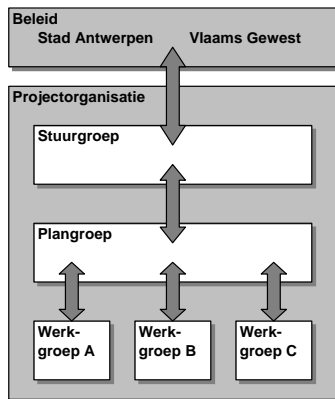 Beleid
Stad Antwerpen Vlaams Gewest
Projectorganisatie
Stuurgroep
Plangroep
Werk-
groep A
Werk-
groep B
Werk-
groep C